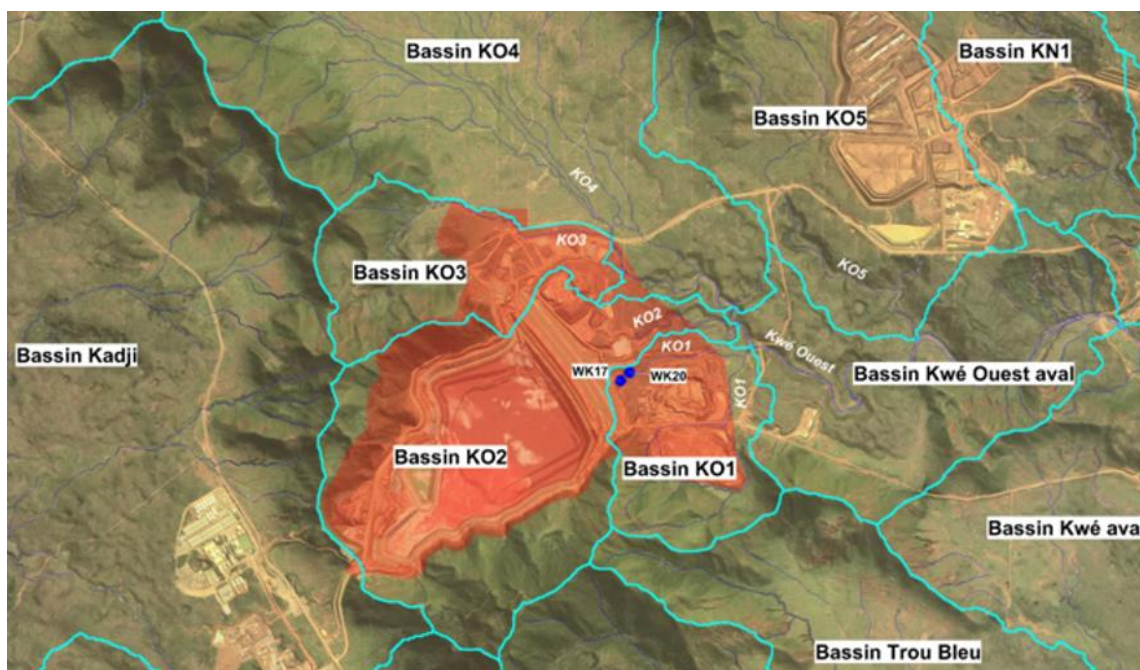 Bassin KO4
Bassin KN1
Bassin KO5
KO4
KO3
Bassin KO3
KO5
KO2
Kwé Ouest
KO1
Bassin Kadji
WK17
WK20
Bassin Kwé Ouest aval
KO1
Bassin KO2
Bassin KO1
Bassin Kwé ava
Bassin Trou Bleu